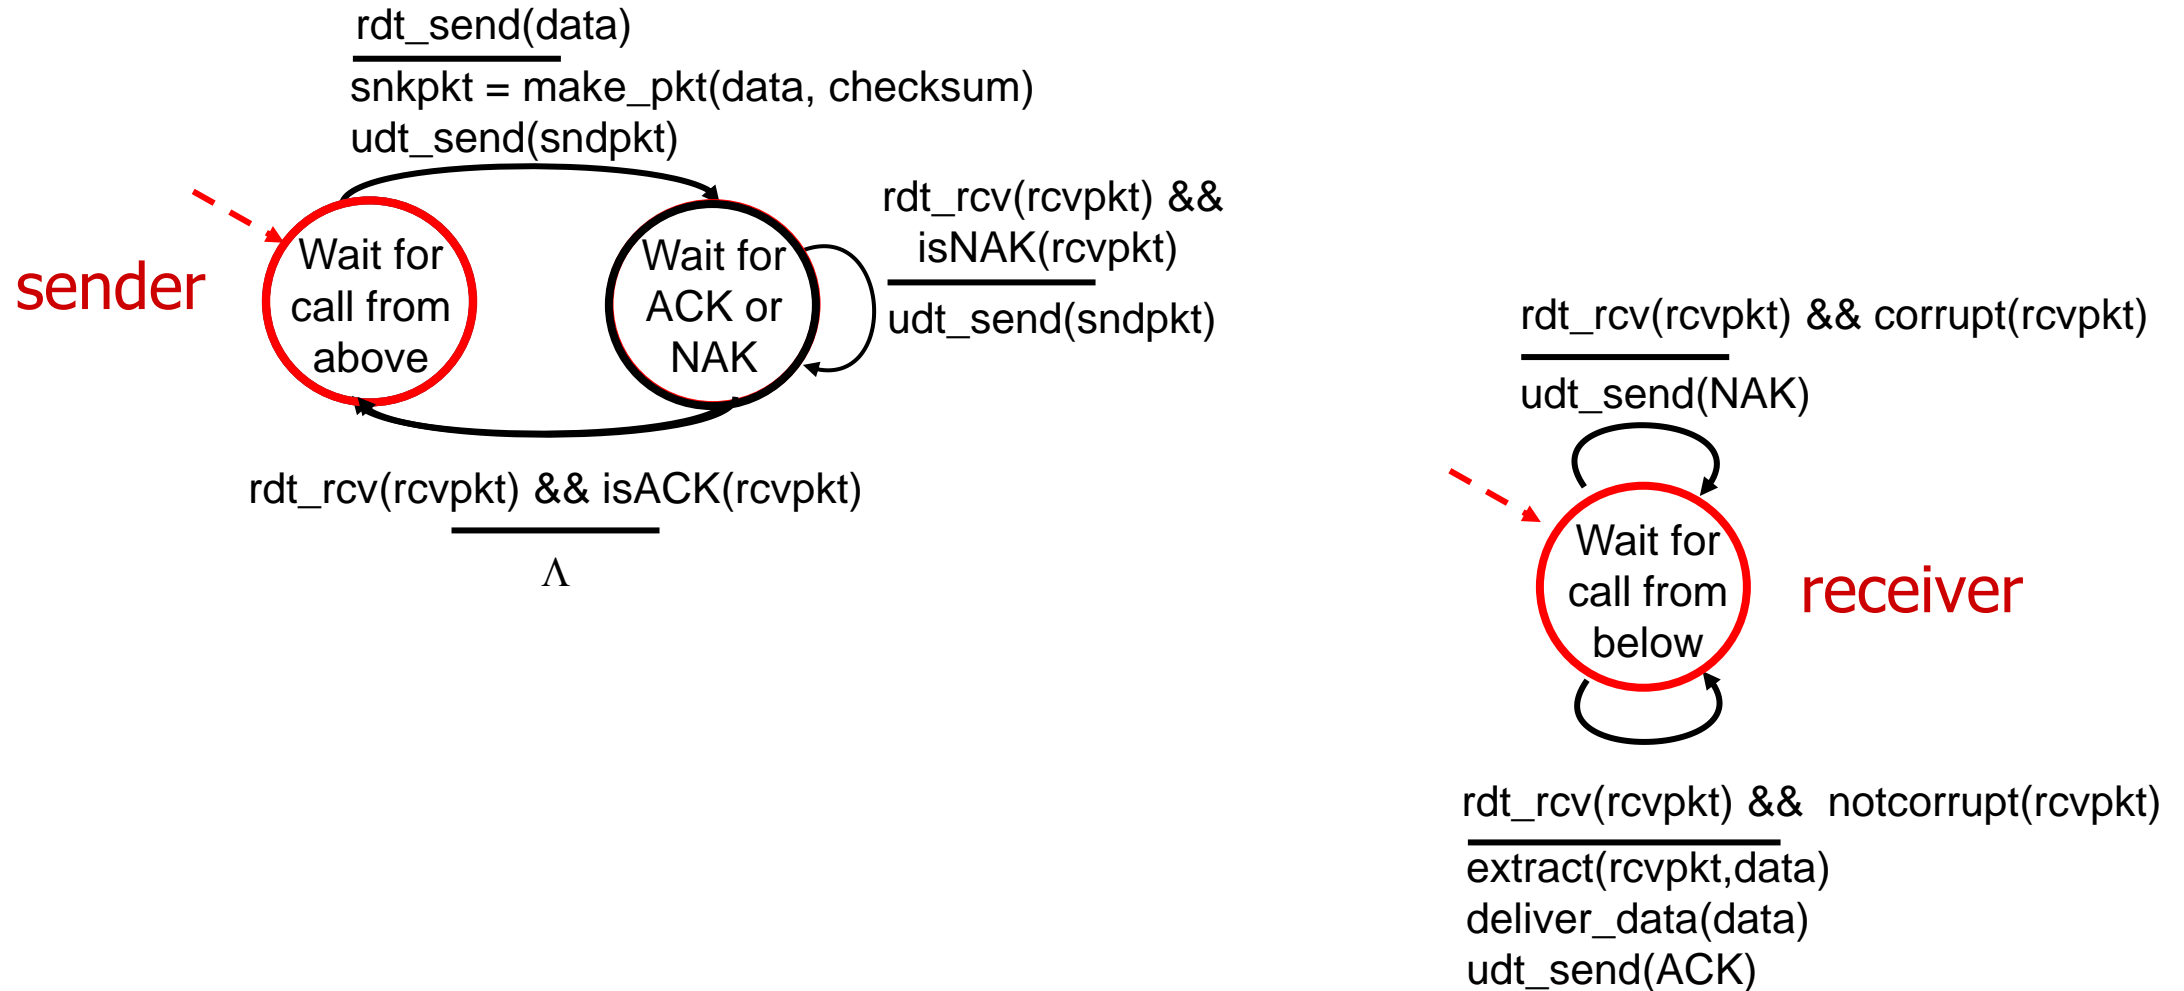 rdt_send(data)
snkpkt = make_pkt(data, checksum)
udt_send(sndpkt)
sender
Wait for
call from
above
Wait for
ACK or
NAK
rdt_rcv(rcvpkt) &&
isNAK(rcvpkt)
udt_send(sndpkt)
rdt_rcv(rcvpkt) && isACK(rcvpkt)
Λ
rdt_rcv(rcvpkt) && corrupt(rcvpkt)
udt_send(NAK)
Wait for
call from
below
receiver
rdt_rcv(rcvpkt) && notcorrupt(rcvpkt)
extract(rcvpkt,data)
deliver_data(data)
udt_send(ACK)